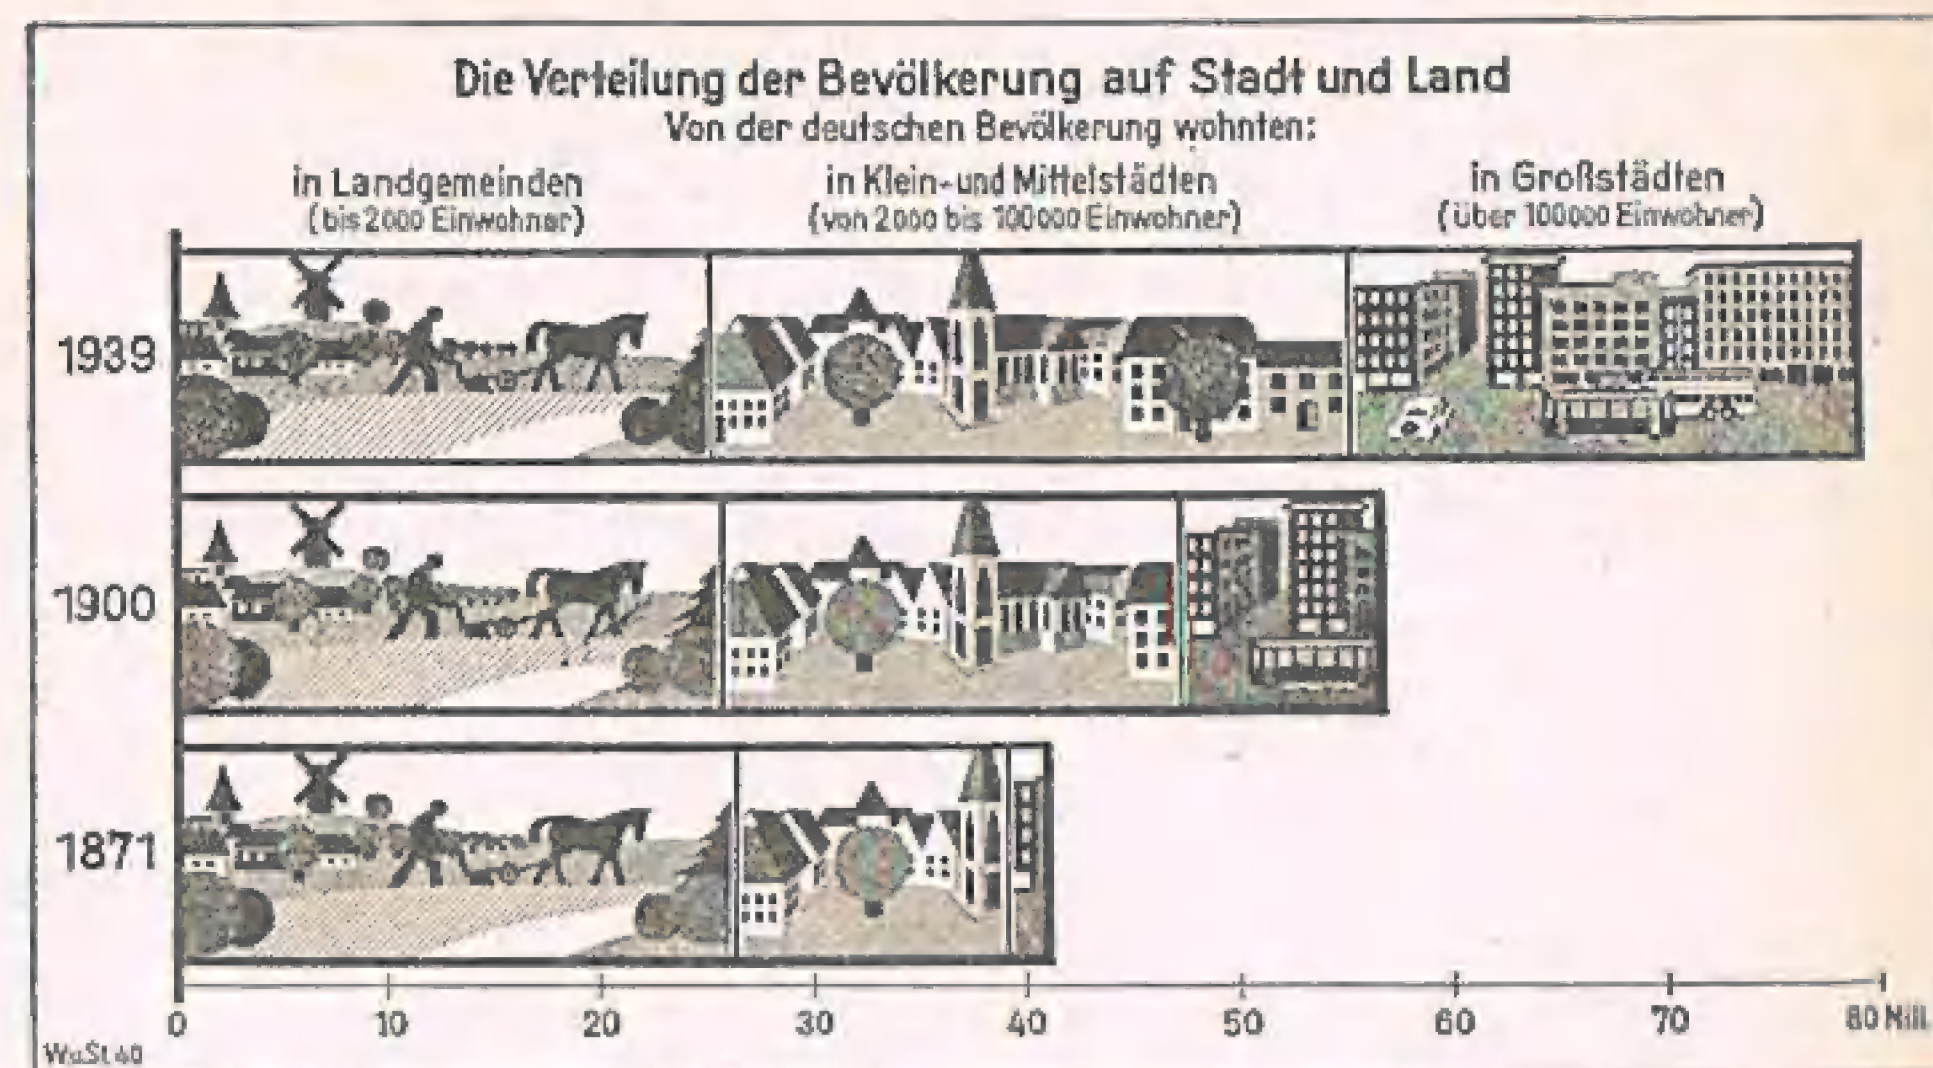 Die Verteilung der Bevölkerung auf Stadt und Land
Von der deutschen Bevölkerung wohnten:
in Landgemeinden
(bis 2000 Einwohner)
in Klein- und Mittelstädten
(von 2000 bis 100000 Einwohner)
in Großstädten
(über 100000 Einwohner)
1939
1900
1871
0 10 20 30 40 50 60 70 80 Mill.
W.u.St.40